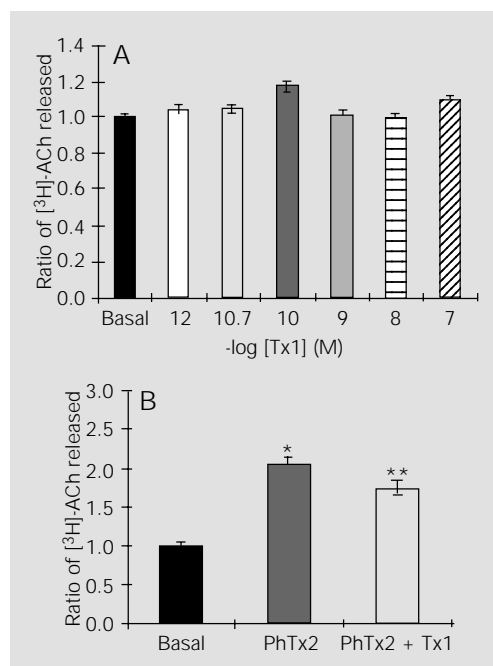 A
Ratio of [³H]-ACh released
1.4
1.2
1.0
0.8
0.6
0.4
0.2
0.0
Basal 12 10.7 10 9 8 7
-log [Tx1] (M)
B
Ratio of [³H]-ACh released
3.0
2.5
2.0
1.5
1.0
0.5
0.0
*
**
Basal PhTx2 PhTx2 + Tx1